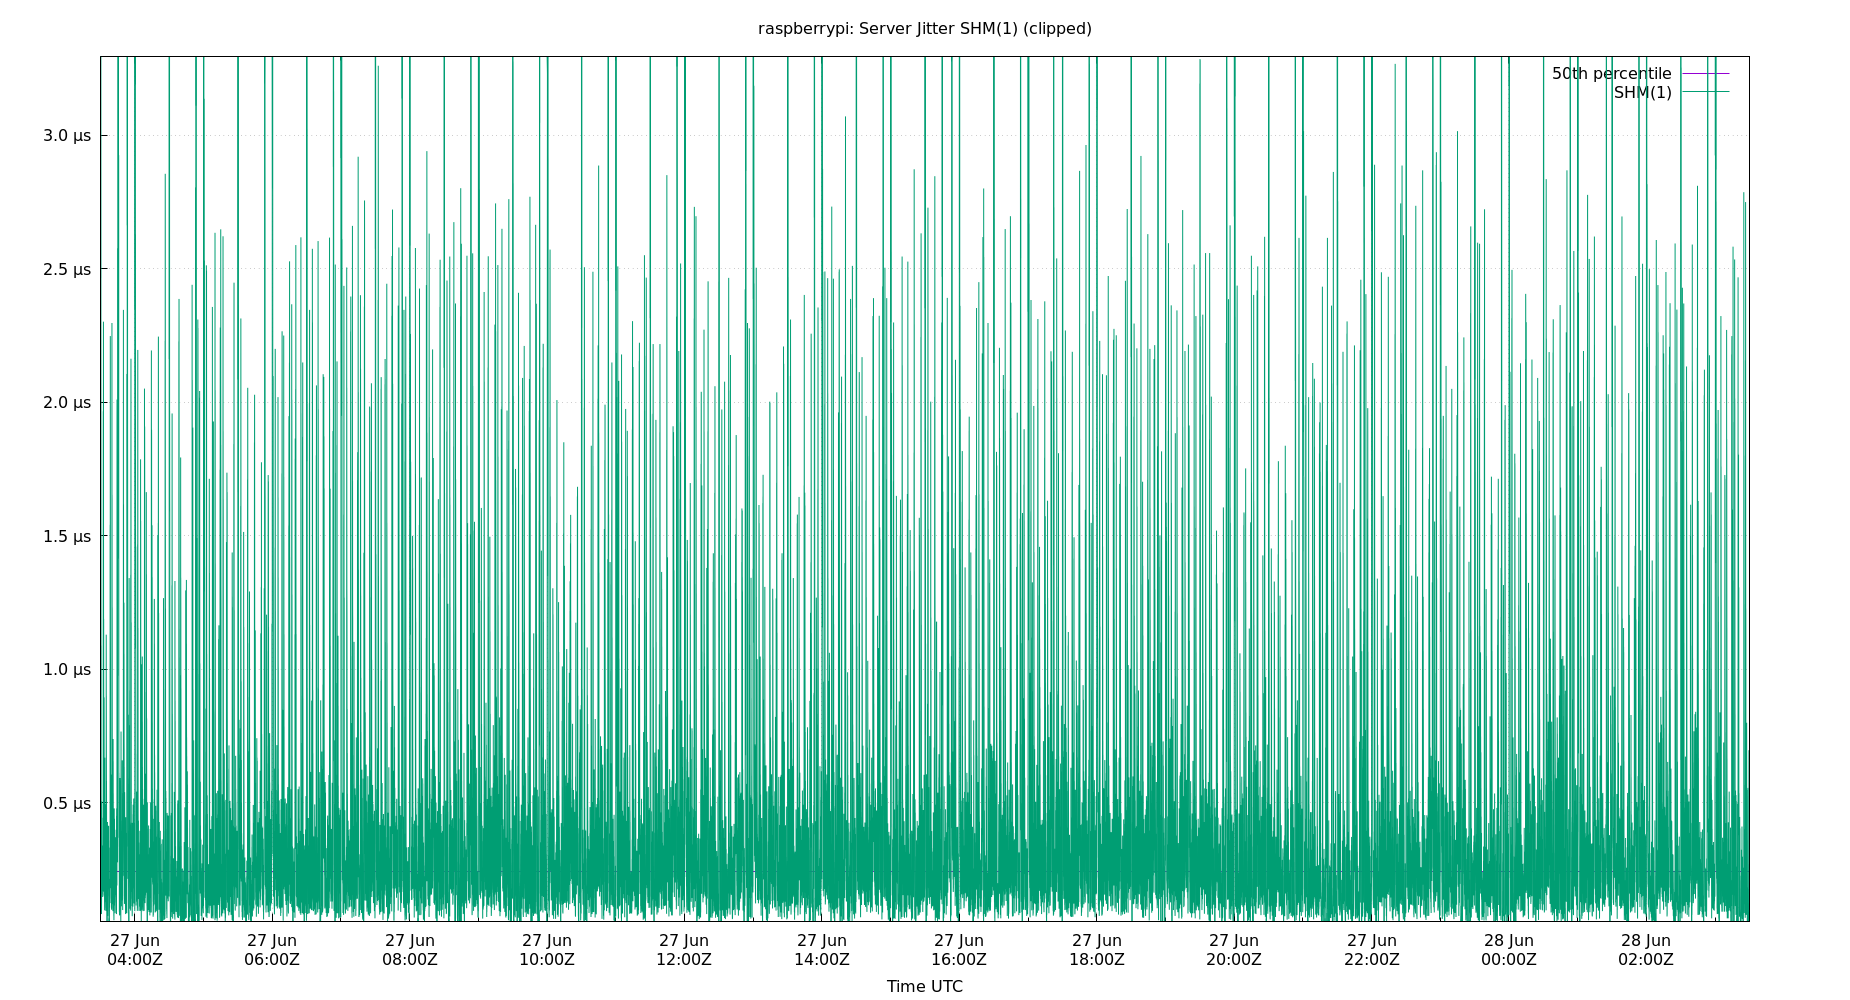 raspberrypi: Server Jitter SHM(1) (clipped)
50th percentile
SHM(1)
3.0 µs
2.5 µs
2.0 µs
1.5 µs
1.0 µs
0.5 µs
27 Jun 27 Jun 27 Jun 27 Jun 27 Jun 27 Jun 27 Jun 27 Jun 27 Jun 27 Jun 28 Jun 28 Jun
04:00Z 06:00Z 08:00Z 10:00Z 12:00Z 14:00Z 16:00Z 18:00Z 20:00Z 22:00Z 00:00Z 02:00Z
Time UTC